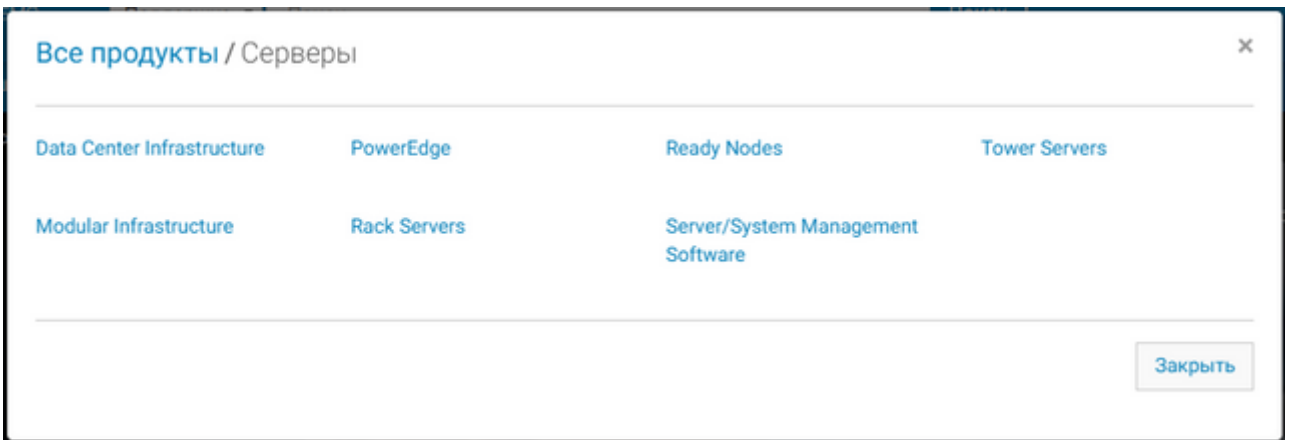 Все продукты / Серверы
×
Data Center Infrastructure
PowerEdge
Ready Nodes
Tower Servers
Modular Infrastructure
Rack Servers
Server/System Management
Software
Закрыть